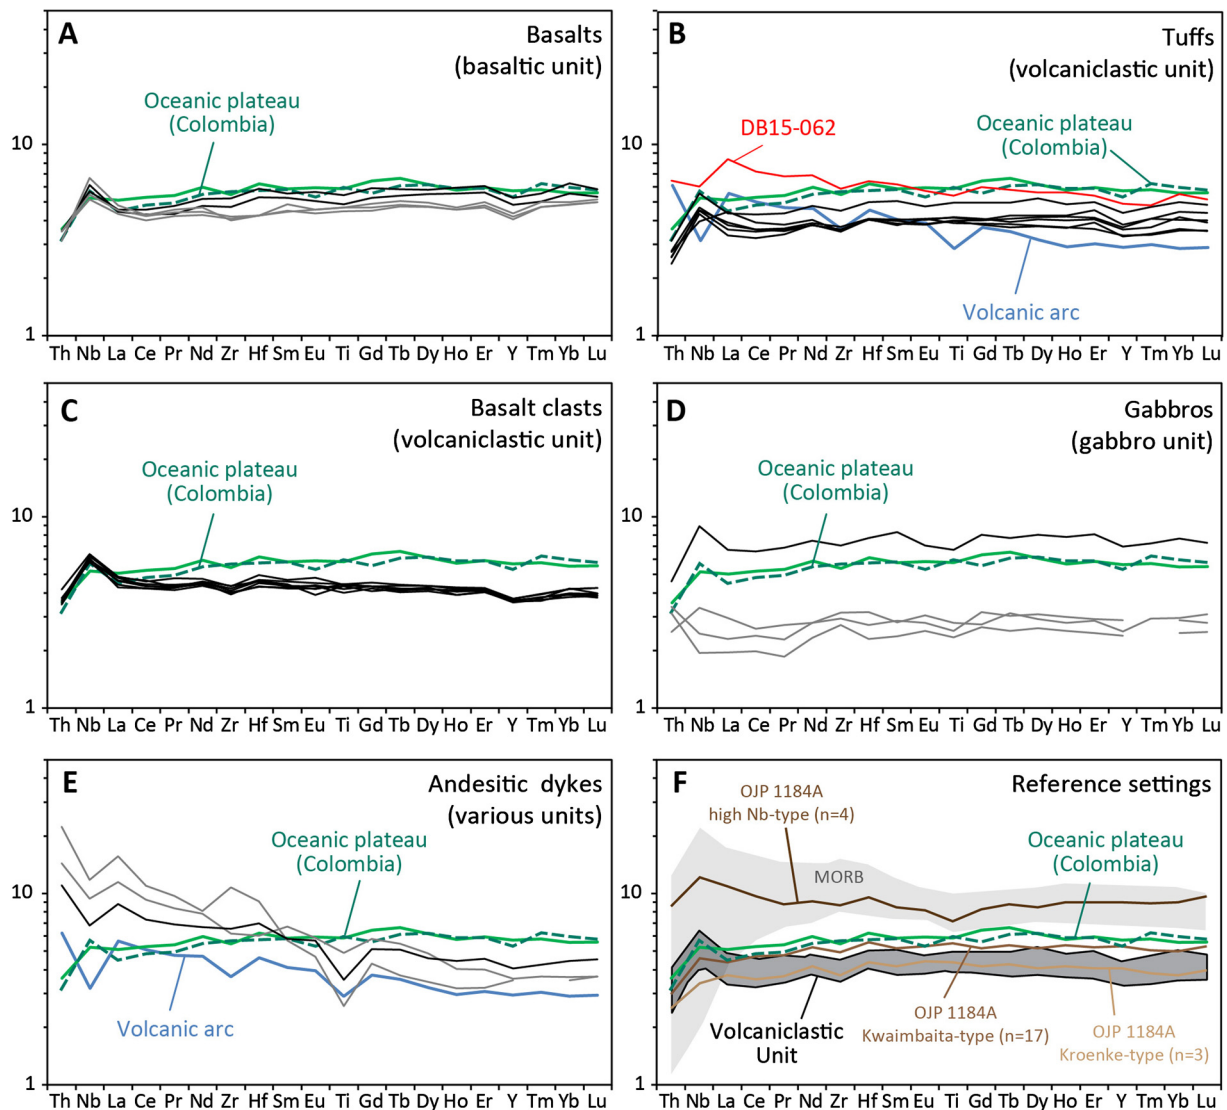 A
Basalts
(basaltic unit)
Oceanic plateau
(Colombia)
10
1
Th Nb La Ce Pr Nd Zr Hf Sm Eu Ti Gd Tb Dy Ho Er Y Tm Yb Lu
B
Tuffs
(volcaniclastic unit)
DB15-062
Oceanic plateau
(Colombia)
Volcanic arc
10
1
Th Nb La Ce Pr Nd Zr Hf Sm Eu Ti Gd Tb Dy Ho Er Y Tm Yb Lu
C
Basalt clasts
(volcaniclastic unit)
Oceanic plateau
(Colombia)
10
1
Th Nb La Ce Pr Nd Zr Hf Sm Eu Ti Gd Tb Dy Ho Er Y Tm Yb Lu
D
Gabbros
(gabbro unit)
Oceanic plateau
(Colombia)
10
1
Th Nb La Ce Pr Nd Zr Hf Sm Eu Ti Gd Tb Dy Ho Er Y Tm Yb Lu
E
Andesitic dykes
(various units)
Oceanic plateau
(Colombia)
Volcanic arc
10
1
Th Nb La Ce Pr Nd Zr Hf Sm Eu Ti Gd Tb Dy Ho Er Y Tm Yb Lu
F
Reference settings
OJP 1184A
high Nb-type (n=4)
Oceanic plateau
(Colombia)
MORB
10
Volcaniclastic
Unit
OJP 1184A
Kwaimbaita-type (n=17)
OJP 1184A
Kroenke-type (n=3)
1
Th Nb La Ce Pr Nd Zr Hf Sm Eu Ti Gd Tb Dy Ho Er Y Tm Yb Lu